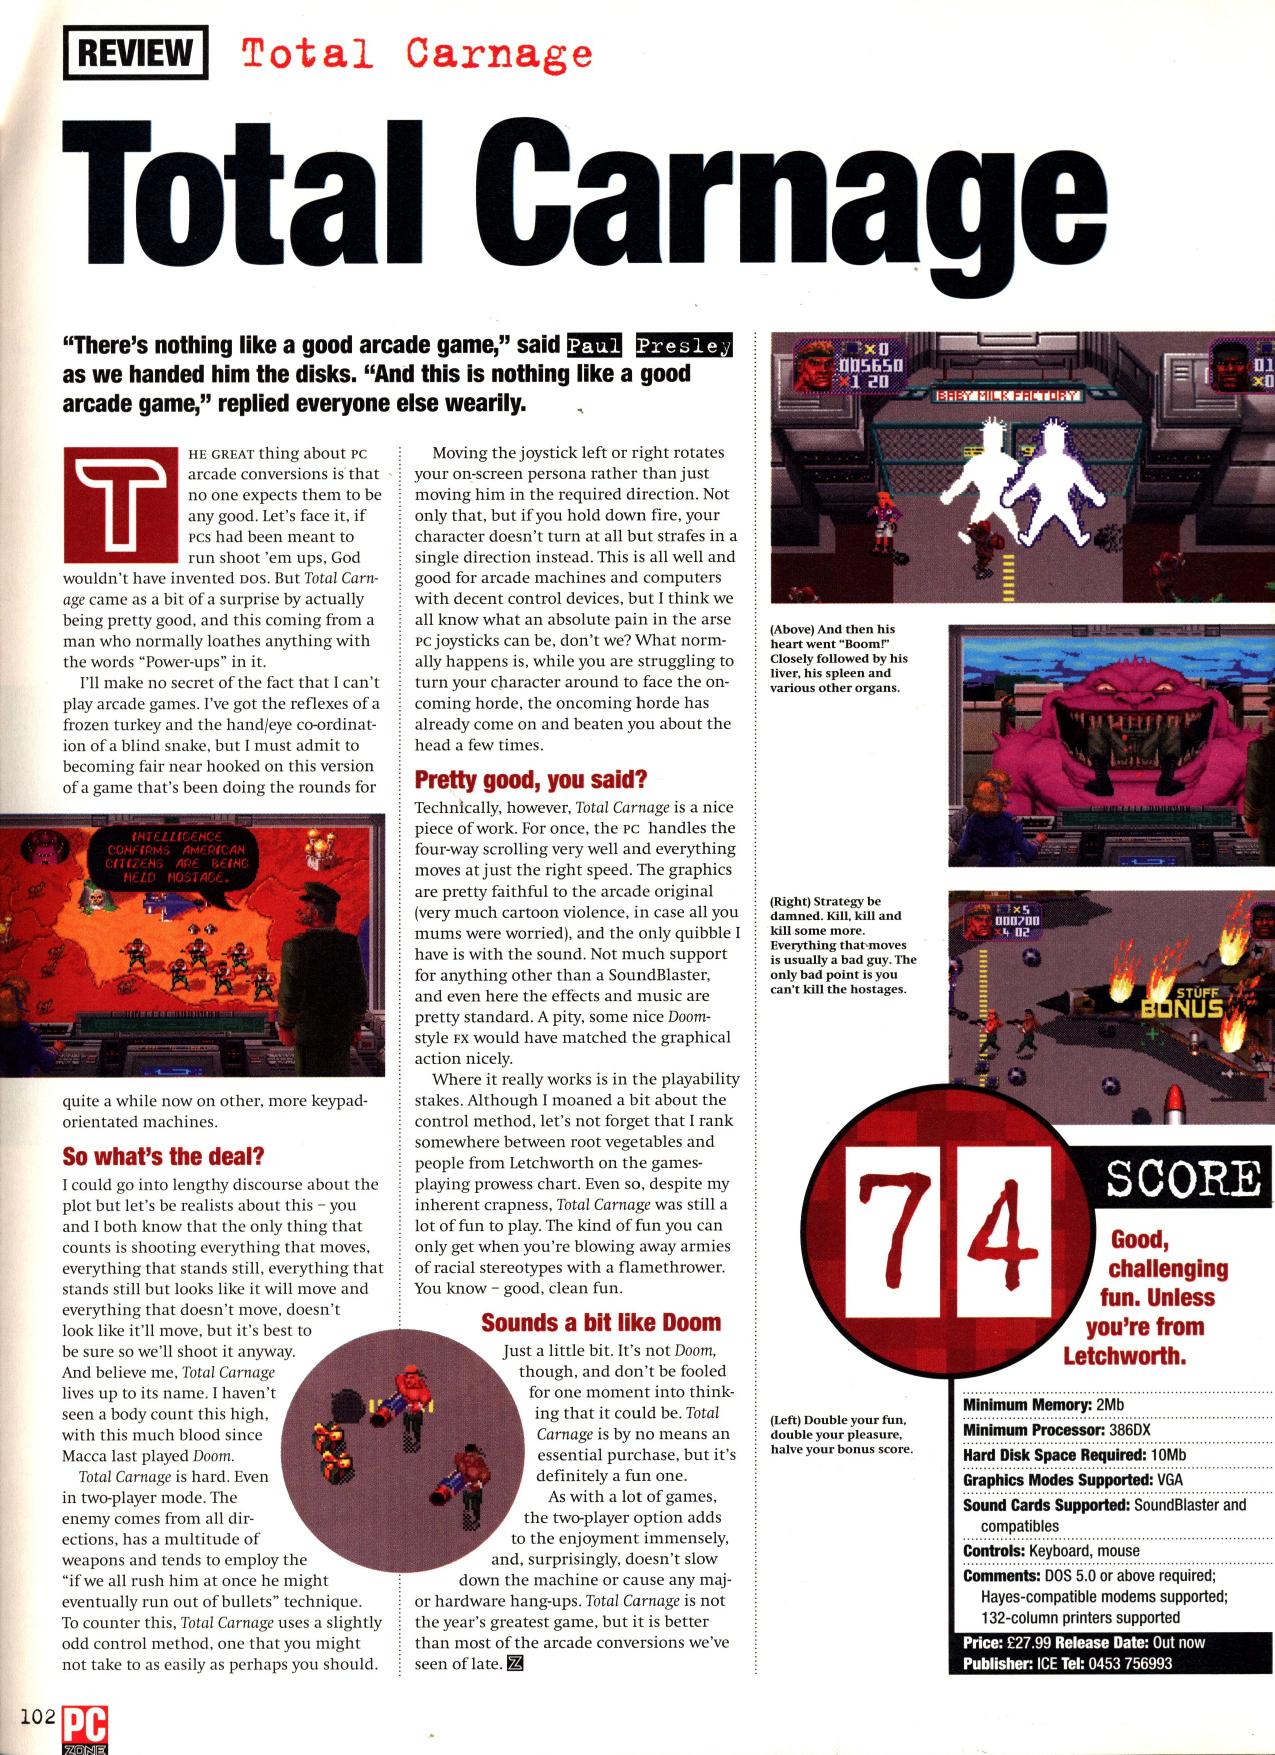 REVIEW Total Carnage
Total Carnage
“There’s nothing like a good arcade game,” said Paul Presley
as we handed him the disks. “And this is nothing like a good
arcade game,” replied everyone else wearily.
THE GREAT thing about PC
arcade conversions is that
no one expects them to be
any good. Let’s face it, if
PCS had been meant to
run shoot ’em ups, God
wouldn’t have invented DOS. But Total Carn-
age came as a bit of a surprise by actually
being pretty good, and this coming from a
man who normally loathes anything with
the words “Power-ups” in it.
I’ll make no secret of the fact that I can’t
play arcade games. I’ve got the reflexes of a
frozen turkey and the hand/eye co-ordinat-
ion of a blind snake, but I must admit to
becoming fair near hooked on this version
of a game that’s been doing the rounds for
INTELLIGENCE
CONFIRMS AMERICAN
CITIZENS ARE BEING
HELD HOSTAGE.
quite a while now on other, more keypad-
orientated machines.
So what’s the deal?
I could go into lengthy discourse about the
plot but let’s be realists about this – you
and I both know that the only thing that
counts is shooting everything that moves,
everything that stands still, everything that
stands still but looks like it will move and
everything that doesn’t move, doesn’t
look like it’ll move, but it’s best to
be sure so we’ll shoot it anyway.
And believe me, Total Carnage
lives up to its name. I haven’t
seen a body count this high,
with this much blood since
Macca last played Doom.
Total Carnage is hard. Even
in two-player mode. The
enemy comes from all dir-
ections, has a multitude of
weapons and tends to employ the
“if we all rush him at once he might
eventually run out of bullets” technique.
To counter this, Total Carnage uses a slightly
odd control method, one that you might
not take to as easily as perhaps you should.
Moving the joystick left or right rotates
your on-screen persona rather than just
moving him in the required direction. Not
only that, but if you hold down fire, your
character doesn’t turn at all but strafes in a
single direction instead. This is all well and
good for arcade machines and computers
with decent control devices, but I think we
all know what an absolute pain in the arse
PC joysticks can be, don’t we? What norm-
ally happens is, while you are struggling to
turn your character around to face the on-
coming horde, the oncoming horde has
already come on and beaten you about the
head a few times.
Pretty good, you said?
Technically, however, Total Carnage is a nice
piece of work. For once, the PC handles the
four-way scrolling very well and everything
moves at just the right speed. The graphics
are pretty faithful to the arcade original
(very much cartoon violence, in case all you
mums were worried), and the only quibble I
have is with the sound. Not much support
for anything other than a SoundBlaster,
and even here the effects and music are
pretty standard. A pity, some nice Doom-
style FX would have matched the graphical
action nicely.
Where it really works is in the playability
stakes. Although I moaned a bit about the
control method, let’s not forget that I rank
somewhere between root vegetables and
people from Letchworth on the games-
playing prowess chart. Even so, despite my
inherent crapness, Total Carnage was still a
lot of fun to play. The kind of fun you can
only get when you’re blowing away armies
of racial stereotypes with a flamethrower.
You know – good, clean fun.
Sounds a bit like Doom
Just a little bit. It’s not Doom,
though, and don’t be fooled
for one moment into think-
ing that it could be. Total
Carnage is by no means an
essential purchase, but it’s
definitely a fun one.
As with a lot of games,
the two-player option adds
to the enjoyment immensely,
and, surprisingly, doesn’t slow
down the machine or cause any maj-
or hardware hang-ups. Total Carnage is not
the year’s greatest game, but it is better
than most of the arcade conversions we’ve
seen of late. Z
x0
005650
x1 20
01
x0
BABY MILK FACTORY
(Above) And then his
heart went “Boom!”
Closely followed by his
liver, his spleen and
various other organs.
(Right) Strategy be
damned. Kill, kill and
kill some more.
Everything that moves
is usually a bad guy. The
only bad point is you
can’t kill the hostages.
x5
000700
x4 02
STUFF
BONUS
74
SCORE
Good,
challenging
fun. Unless
you’re from
Letchworth.
(Left) Double your fun,
double your pleasure,
halve your bonus score.
Minimum Memory: 2Mb
Minimum Processor: 386DX
Hard Disk Space Required: 10Mb
Graphics Modes Supported: VGA
Sound Cards Supported: SoundBlaster and
compatibles
Controls: Keyboard, mouse
Comments: DOS 5.0 or above required;
Hayes-compatible modems supported;
132-column printers supported
Price: £27.99 Release Date: Out now
Publisher: ICE Tel: 0453 756993
102 PC
ZONE